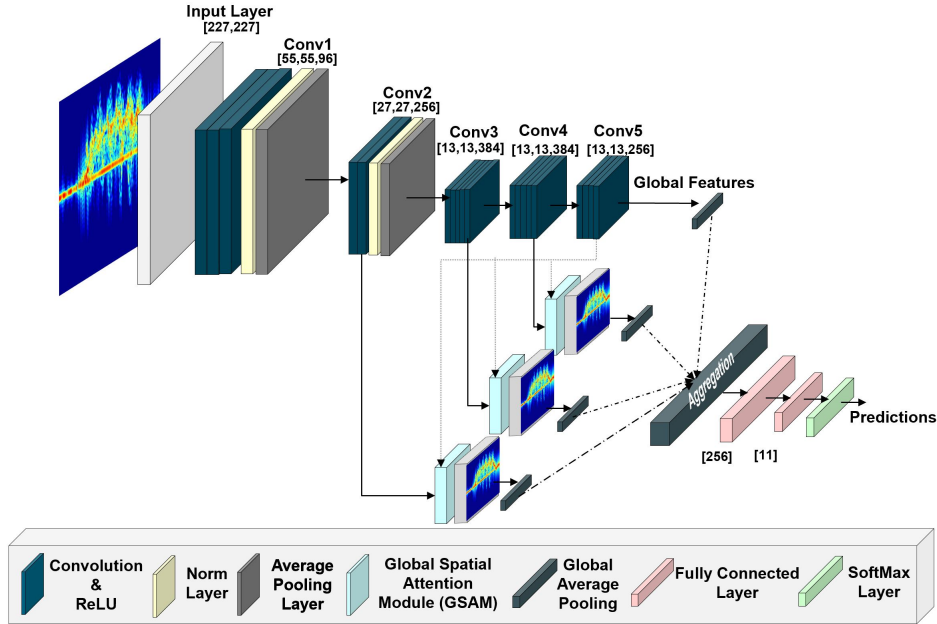 Input Layer
[227,227]
Conv1
[55,55,96]
Conv2
[27,27,256]
Conv3
[13,13,384]
Conv4
[13,13,384]
Conv5
[13,13,256]
Global Features
Aggregation
[256]
[11]
Predictions
Convolution
&
ReLU
Norm
Layer
Average
Pooling
Layer
Global Spatial
Attention
Module (GSAM)
Global
Average
Pooling
Fully Connected
Layer
SoftMax
Layer